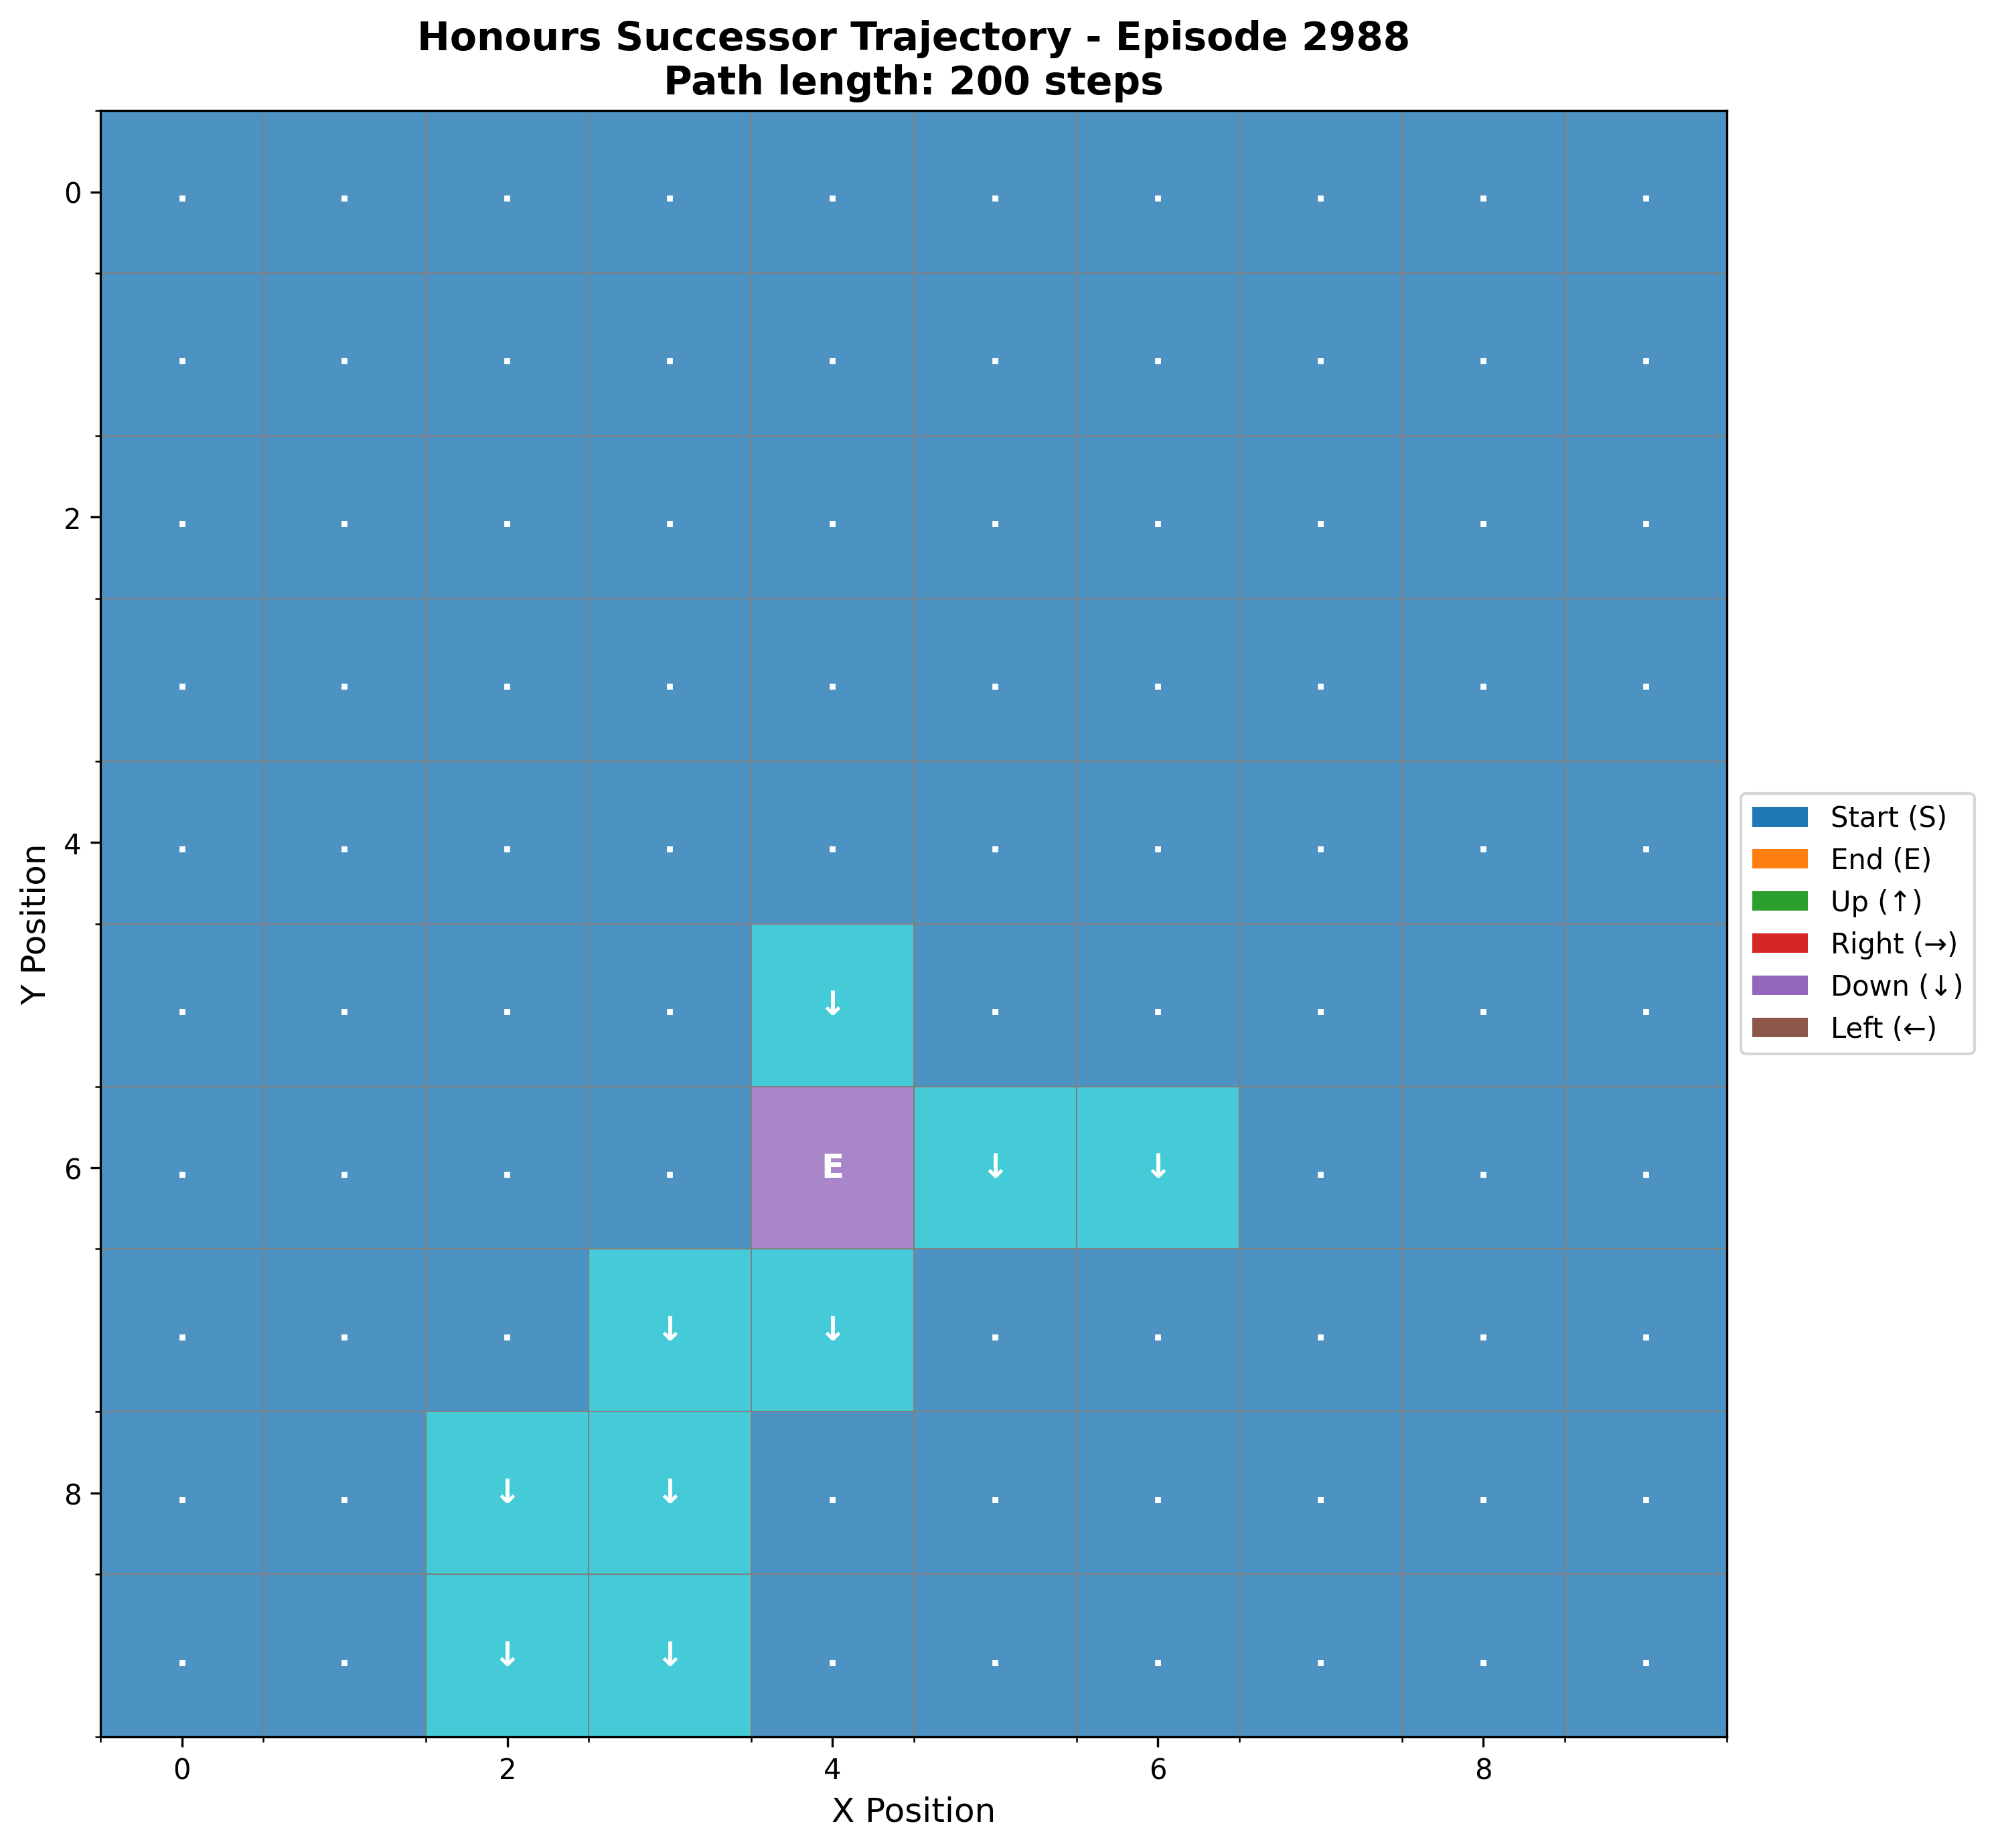 Honours Successor Trajectory - Episode 2988
Path length: 200 steps
0
2
4
6
8
Y Position
↓
E ↓ ↓
↓ ↓
↓ ↓
↓ ↓
0 2 4 6 8
X Position
Start (S)
End (E)
Up (↑)
Right (→)
Down (↓)
Left (←)